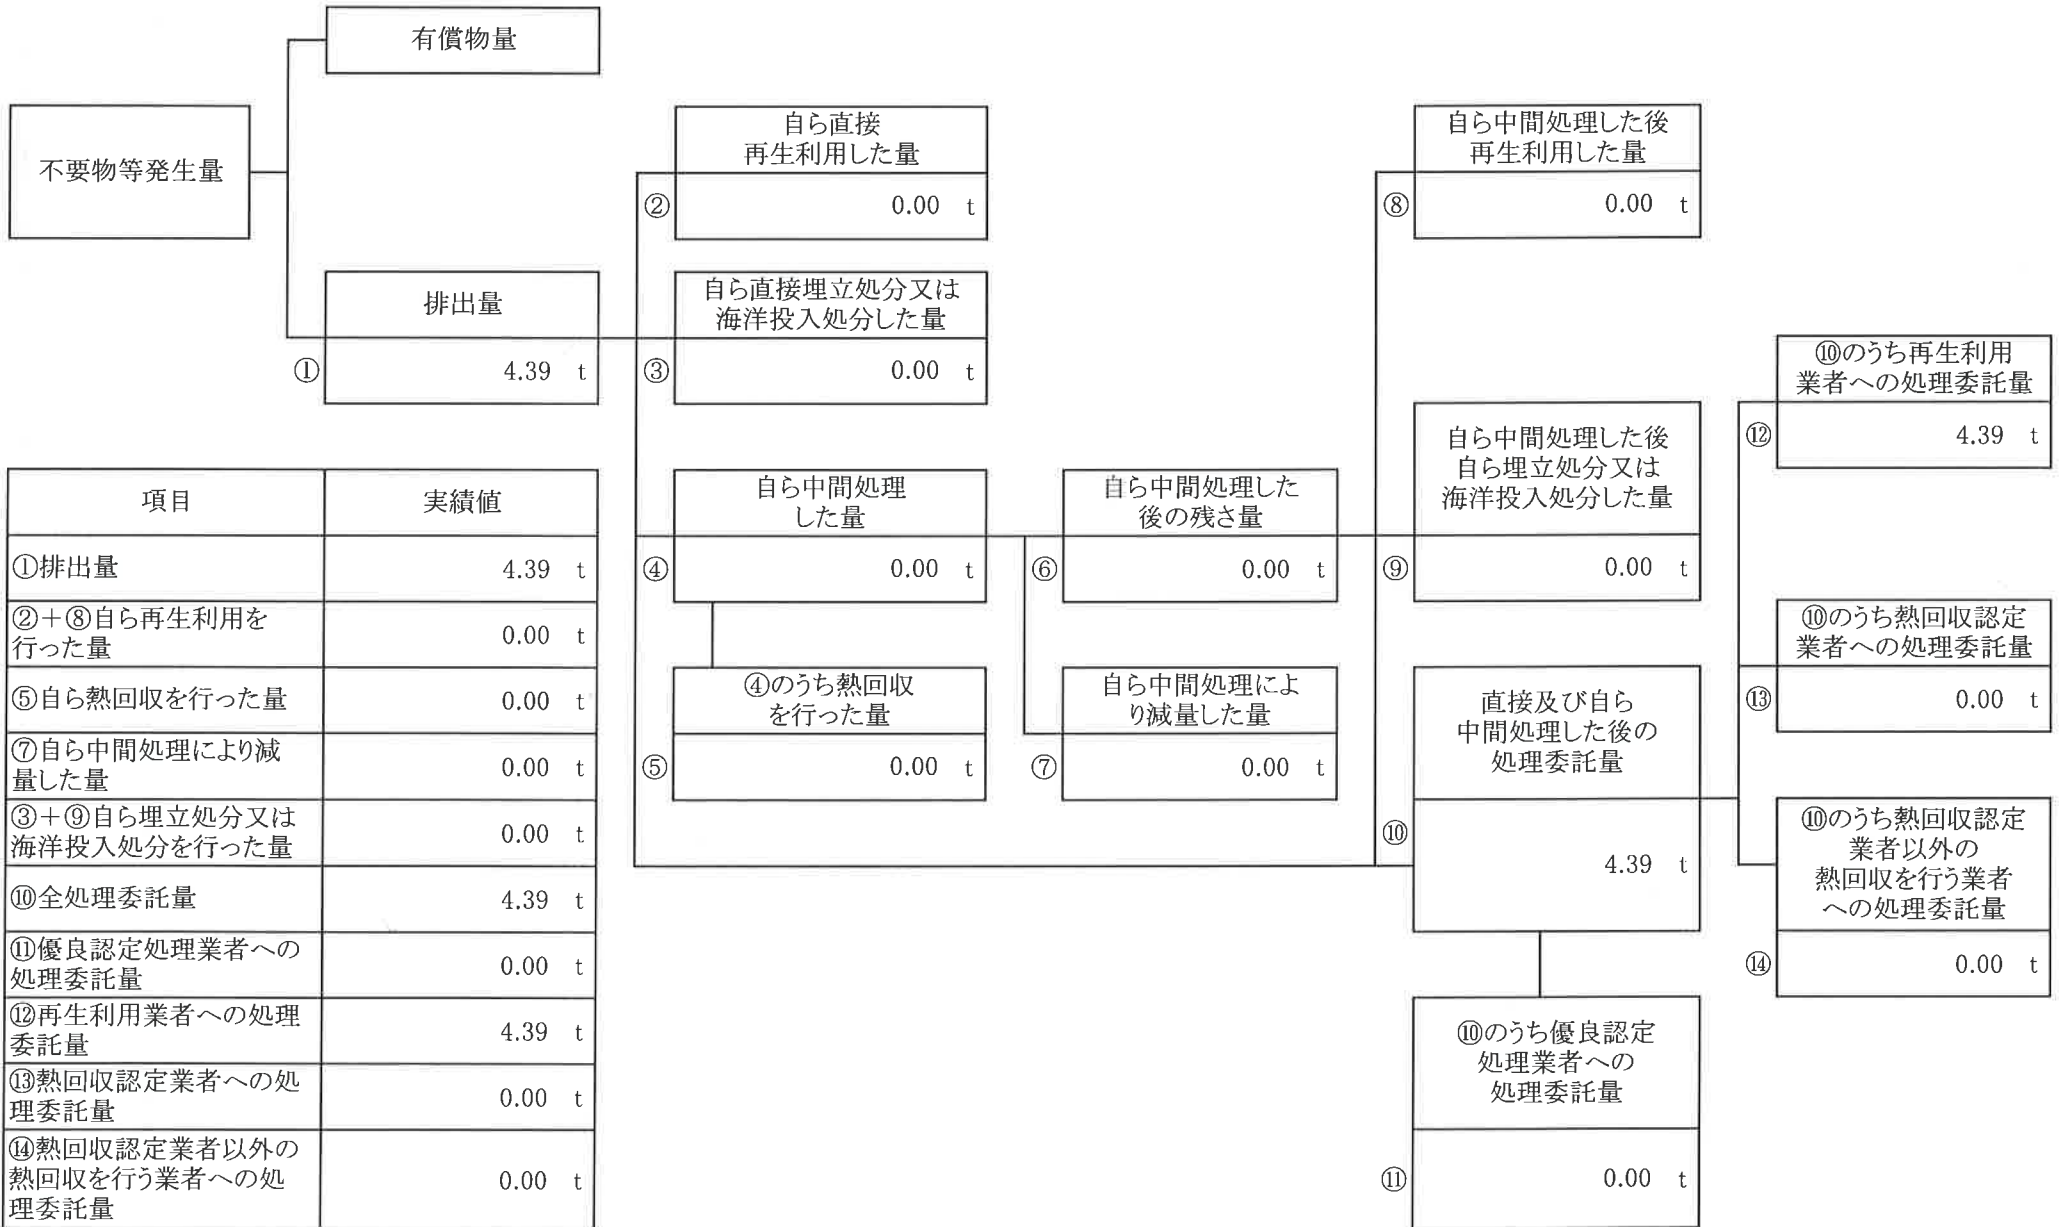 有償物量
不要物等発生量
排出量
① 4.39 t
自ら直接
再生利用した量
② 0.00 t
自ら直接埋立処分又は
海洋投入処分した量
③ 0.00 t
自ら中間処理
した量
④ 0.00 t
④のうち熱回収
を行った量
⑤ 0.00 t
自ら中間処理した
後の残さ量
⑥ 0.00 t
自ら中間処理によ
り減量した量
⑦ 0.00 t
自ら中間処理した後
再生利用した量
⑧ 0.00 t
自ら中間処理した後
自ら埋立処分又は
海洋投入処分した量
⑨ 0.00 t
直接及び自ら
中間処理した後の
処理委託量
⑩ 4.39 t
⑩のうち優良認定
処理業者への
処理委託量
⑪ 0.00 t
⑩のうち再生利用
業者への処理委託量
⑫ 4.39 t
⑩のうち熱回収認定
業者への処理委託量
⑬ 0.00 t
⑩のうち熱回収認定
業者以外の
熱回収を行う業者
への処理委託量
⑭ 0.00 t
項目 実績値
①排出量 4.39 t
②+⑧自ら再生利用を
行った量 0.00 t
⑤自ら熱回収を行った量 0.00 t
⑦自ら中間処理により減
量した量 0.00 t
③+⑨自ら埋立処分又は
海洋投入処分を行った量 0.00 t
⑩全処理委託量 4.39 t
⑪優良認定処理業者への
処理委託量 0.00 t
⑫再生利用業者への処理
委託量 4.39 t
⑬熱回収認定業者への処
理委託量 0.00 t
⑭熱回収認定業者以外の
熱回収を行う業者への処
理委託量 0.00 t